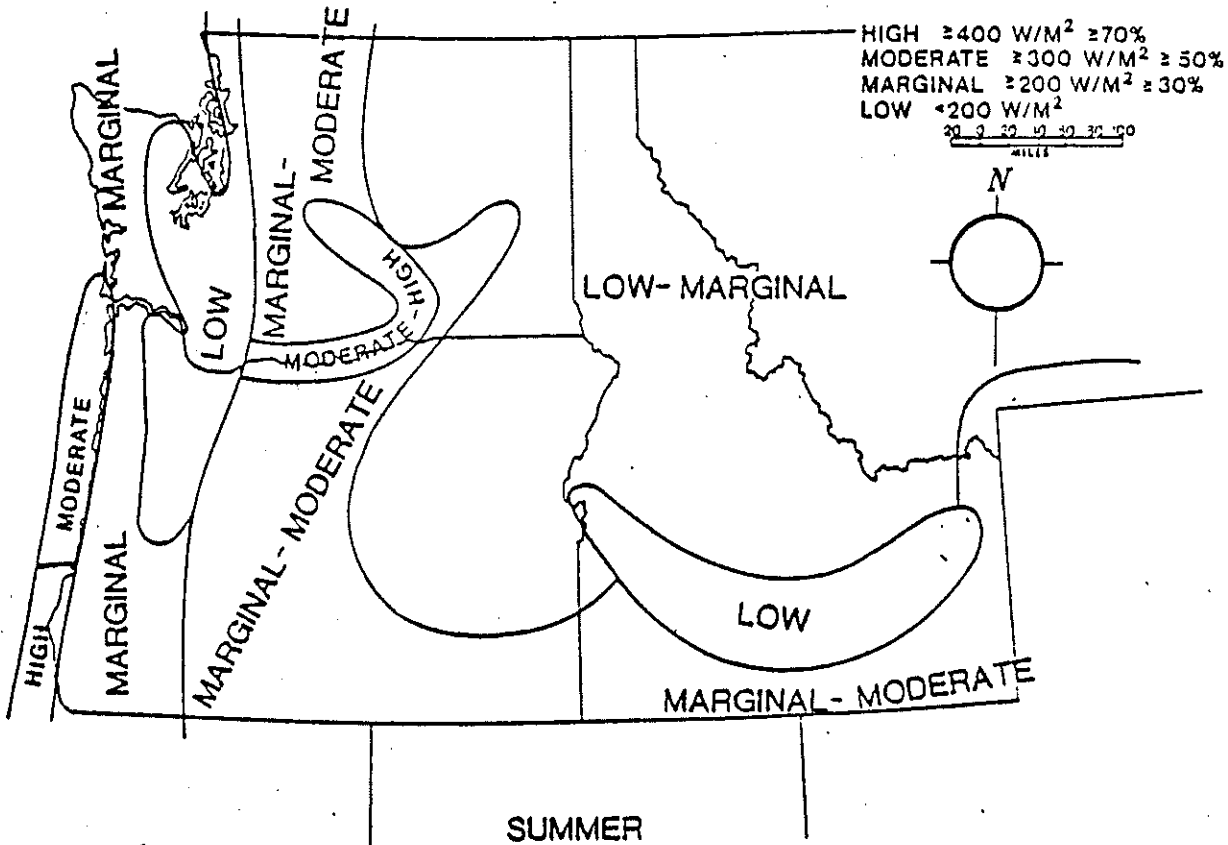 HIGH ≥400 W/M² ≥70%
MODERATE ≥300 W/M² ≥50%
MARGINAL ≥200 W/M² ≥30%
LOW <200 W/M²
MILES
N
MARGINAL
MARGINAL-
MODERATE
LOW
MODERATE-HIGH
LOW-MARGINAL
MODERATE
HIGH
MARGINAL
MARGINAL-MODERATE
LOW
MARGINAL-MODERATE
SUMMER